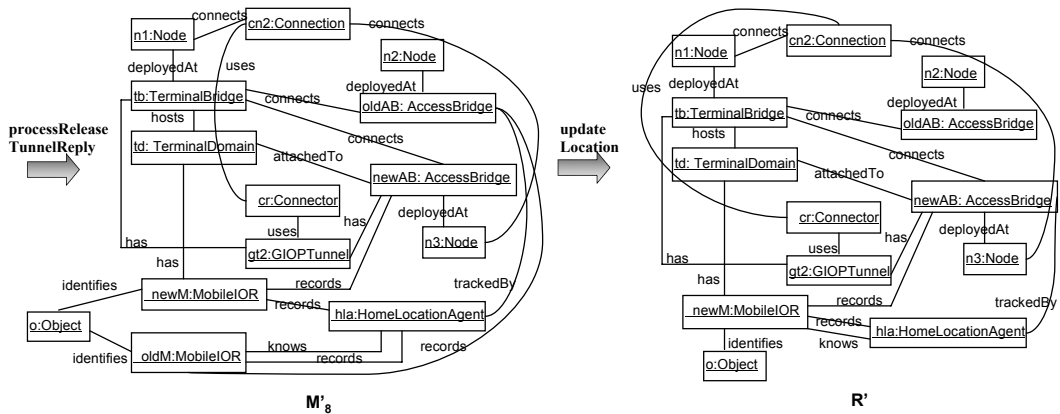 connects
cn2:Connection
n1:Node
n2:Node
uses
deployedAt
deployedAt
tb:TerminalBridge
connects
oldAB: AccessBridge
hosts
connects
processRelease
TunnelReply
td: TerminalDomain
attachedTo
newAB: AccessBridge
cr:Connector
has
deployedAt
uses
n3:Node
has
gt2:GIOPTunnel
has
trackedBy
identifies
newM:MobileIOR
records
records
hla:HomeLocationAgent
o:Object
knows
records
records
identifies
oldM:MobileIOR
M'8
cn2:Connection
n1:Node
connects
connects
n2:Node
uses
deployedAt
deployedAt
tb:TerminalBridge
connects
oldAB: AccessBridge
hosts
connects
update
Location
td: TerminalDomain
attachedTo
newAB: AccessBridge
cr:Connector
has
deployedAt
uses
n3:Node
has
gt2:GIOPTunnel
has
trackedBy
records
newM:MobileIOR
records
hla:HomeLocationAgent
knows
identifies
o:Object
R'